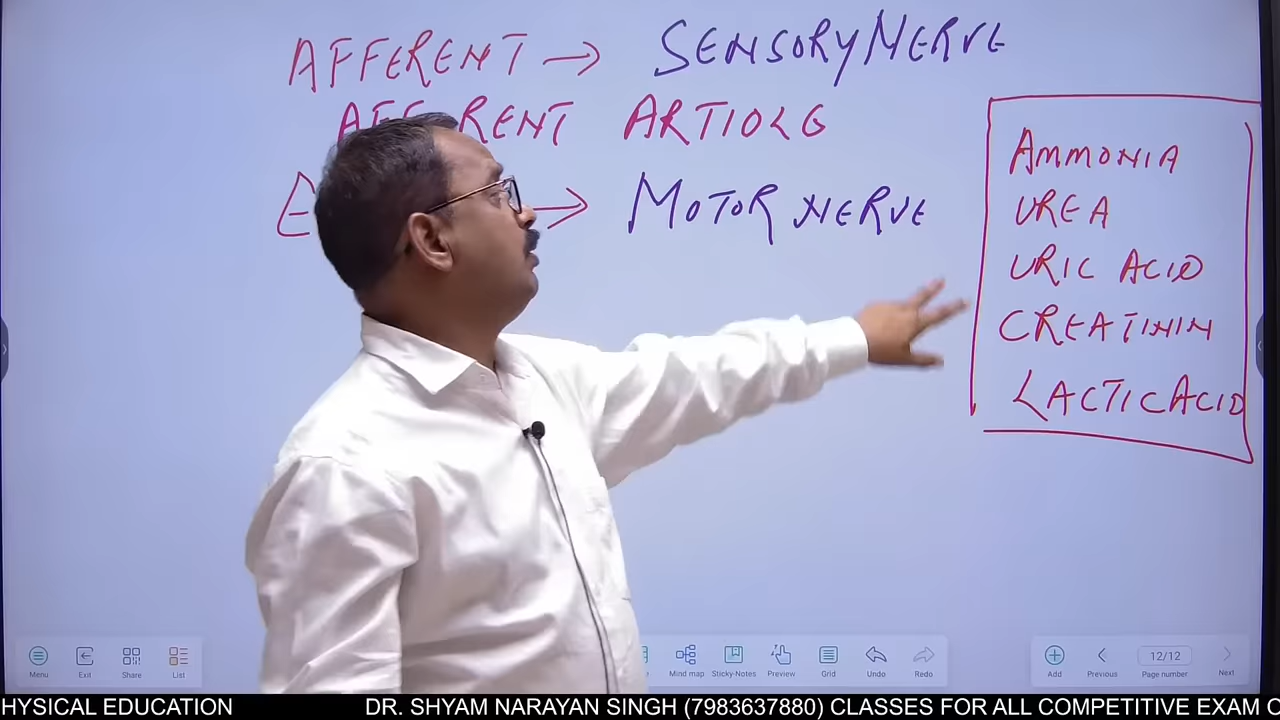 AFFERENT → SENSORY NERVE
AFFERENT ARTIOLG
E → MOTOR NERVE
AMMONIA
UREA
URIC ACID
CREATININ
LACTIC ACID
Menu
Exit
Share
List
Mind map
Sticky-Notes
Preview
Grid
Undo
Redo
Add
Previous
12/12
Page number
Next
HYSICAL EDUCATION DR. SHYAM NARAYAN SINGH (7983637880) CLASSES FOR ALL COMPETITIVE EXAM C